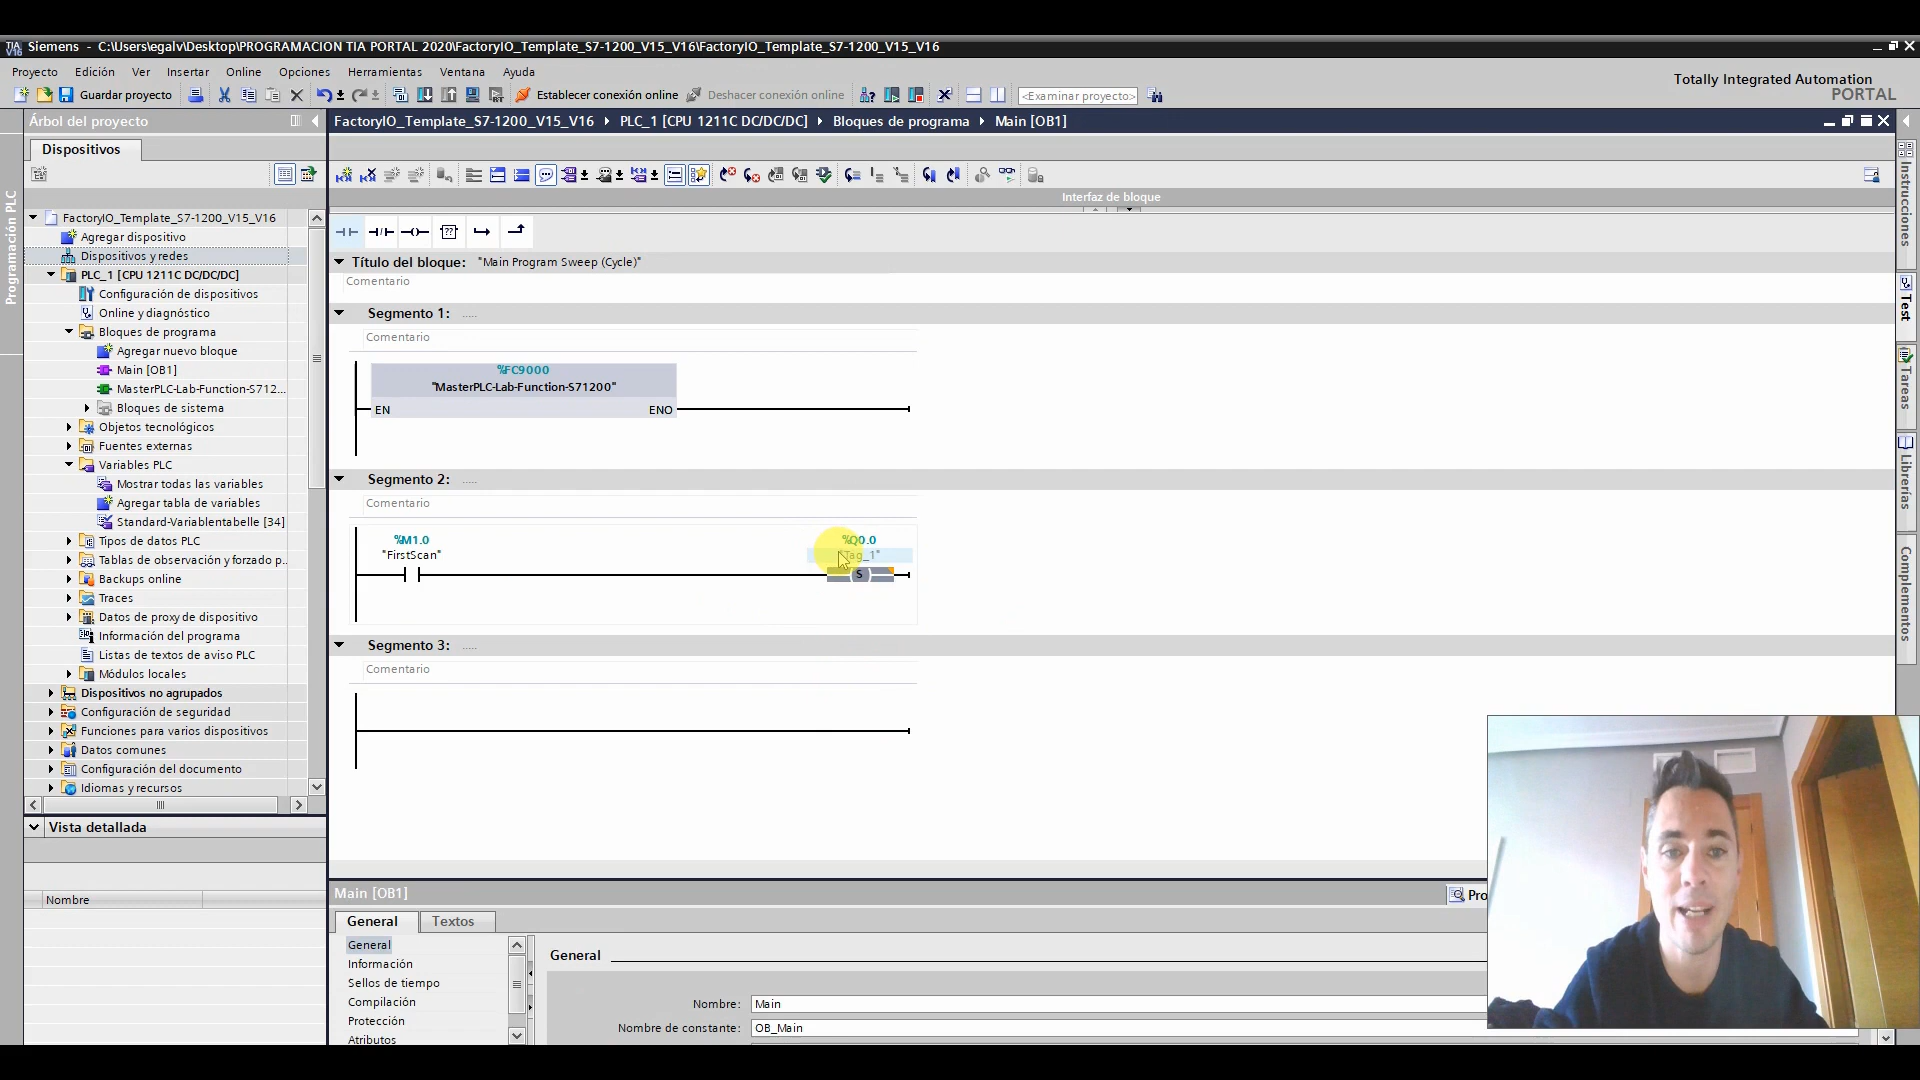 Siemens - C:\Users\egalv\Desktop\PROGRAMACION TIA PORTAL 2020\FactoryIO_Template_S7-1200_V15_V16\FactoryIO_Template_S7-1200_V15_V16
Proyecto Edición Ver Insertar Online Opciones Herramientas Ventana Ayuda
Totally Integrated Automation
PORTAL
Guardar proyecto
Establecer conexión online
Deshacer conexión online
<Examinar proyecto>
Árbol del proyecto
FactoryIO_Template_S7-1200_V15_V16 PLC_1 [CPU 1211C DC/DC/DC] Bloques de programa Main [OB1]
Dispositivos
Programación PLC
FactoryIO_Template_S7-1200_V15_V16
Agregar dispositivo
Dispositivos y redes
PLC_1 [CPU 1211C DC/DC/DC]
Configuración de dispositivos
Online y diagnóstico
Bloques de programa
Agregar nuevo bloque
Main [OB1]
MasterPLC-Lab-Function-S712...
Bloques de sistema
Objetos tecnológicos
Fuentes externas
Variables PLC
Mostrar todas las variables
Agregar tabla de variables
Standard-Variablentabelle [34]
Tipos de datos PLC
Tablas de observación y forzado p..
Backups online
Traces
Datos de proxy de dispositivo
Información del programa
Listas de textos de aviso PLC
Módulos locales
Dispositivos no agrupados
Configuración de seguridad
Funciones para varios dispositivos
Datos comunes
Configuración del documento
Idiomas y recursos
Vista detallada
Nombre
Interfaz de bloque
??
Título del bloque: "Main Program Sweep (Cycle)"
Comentario
Segmento 1: .....
Comentario
%FC9000
"MasterPLC-Lab-Function-S71200"
EN ENO
Segmento 2: .....
Comentario
%M1.0
"FirstScan"
%Q0.0
"Tag_1"
S
Segmento 3: .....
Comentario
Main [OB1]
Pro
General Textos
General
Información
Sellos de tiempo
Compilación
Protección
Atributos
General
Nombre: Main
Nombre de constante: OB_Main
Instrucciones
Test
Tareas
Librerías
Complementos